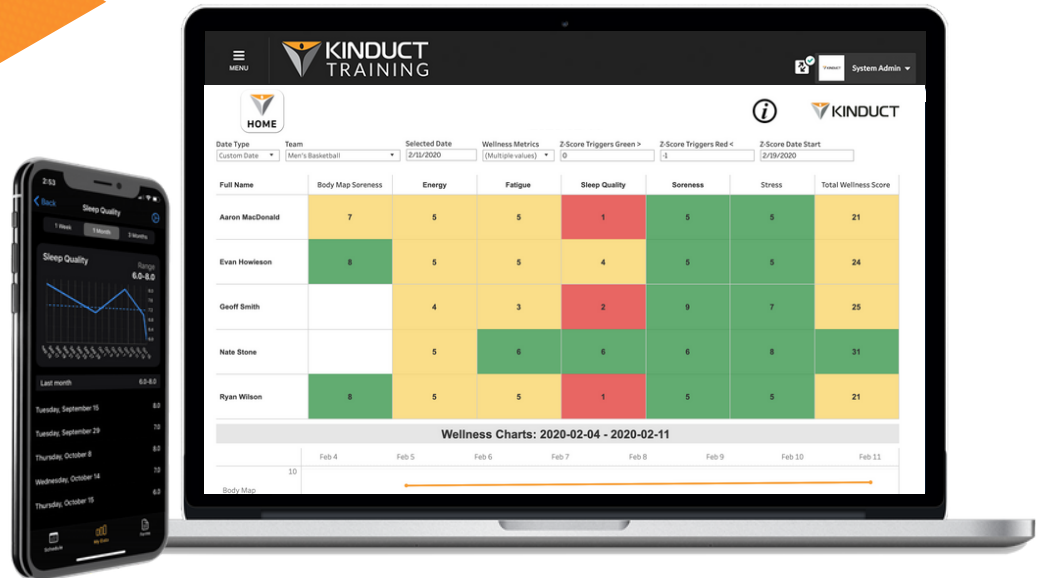 MENU
KINDUCT
TRAINING
System Admin
HOME
i
KINDUCT
Date Type Team Selected Date Wellness Metrics Z-Score Triggers Green > Z-Score Triggers Red < Z-Score Date Start
Custom Date Men's Basketball 2/11/2020 (Multiple values) 0 -1 2/19/2020
Full Name Body Map Soreness Energy Fatigue Sleep Quality Soreness Stress Total Wellness Score
Aaron MacDonald 7 5 5 1 5 5 21
Evan Howieson 8 5 5 4 5 5 24
Geoff Smith 4 3 2 9 7 25
Nate Stone 5 6 6 6 8 31
Ryan Wilson 8 5 5 1 5 5 21
Wellness Charts: 2020-02-04 - 2020-02-11
Feb 4 Feb 5 Feb 6 Feb 7 Feb 8 Feb 9 Feb 10 Feb 11
10
Body Map
2:53
Back Sleep Quality
1 Week 1 Month 3 Months
Sleep Quality
Range
6.0-8.0
Last month 6.0-8.0
Tuesday, September 15 8.0
Tuesday, September 29 7.0
Thursday, October 8 8.0
Wednesday, October 14 7.0
Thursday, October 15 6.0
Schedule My Data Forms